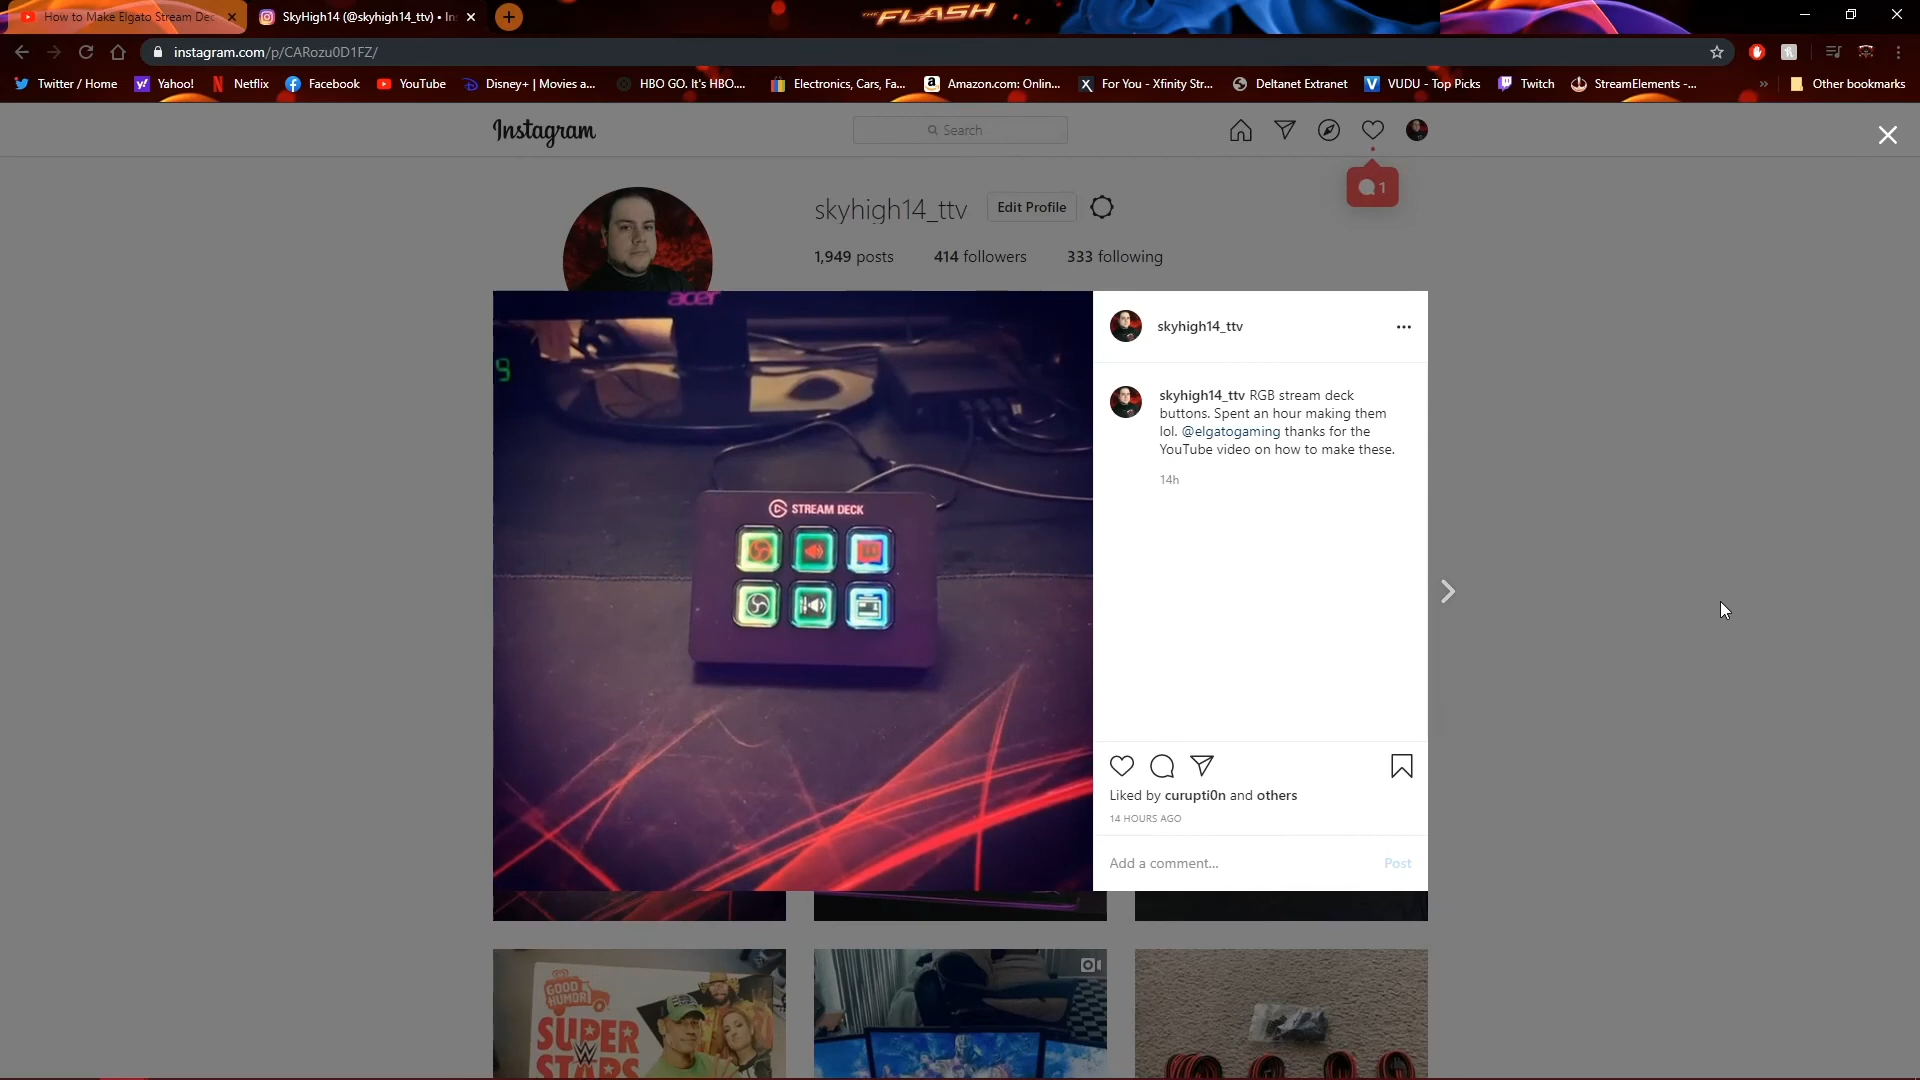 How to Make Elgato Stream Dec
SkyHigh14 (@skyhigh14_ttv) • In
THE FLASH
instagram.com/p/CARozu0D1FZ/
Twitter / Home
Yahoo!
Netflix
Facebook
YouTube
Disney+ | Movies a...
HBO GO. It's HBO....
Electronics, Cars, Fa...
Amazon.com: Onlin...
For You - Xfinity Str...
Deltanet Extranet
VUDU - Top Picks
Twitch
StreamElements -...
»
Other bookmarks
Instagram
Search
1
skyhigh14_ttv
Edit Profile
1,949 posts
414 followers
333 following
acer
9
STREAM DECK
skyhigh14_ttv
skyhigh14_ttv RGB stream deck
buttons. Spent an hour making them
lol. @elgatogaming thanks for the
YouTube video on how to make these.
14h
Liked by curupti0n and others
14 HOURS AGO
Add a comment...
Post
GOOD
HUMOR
SUPER
STARS
W